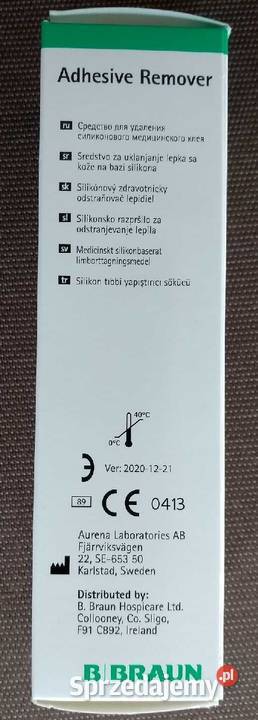 Adhesive Remover
ru Средство для удаления
силиконового медицинского клея
sr Sredstvo za uklanjanje lepka sa
kože na bazi silikona
sk Silikónový zdravotnícky
odstraňovač lepidiel
sl Silikonsko razpršilo za
odstranjevanje lepila
sv Medicinskt silikonbaserat
limborttagningsmedel
tr Silikon tıbbi yapıştırıcı sökücü
0°C 40°C
Ver: 2020-12-21
89 CE 0413
Aurena Laboratories AB
Fjärrviksvägen
22, SE-653 50
Karlstad, Sweden
Distributed by:
B. Braun Hospicare Ltd.
Collooney, Co. Sligo,
F91 C892, Ireland
B|BRAUN
Sprzedajemy.pl